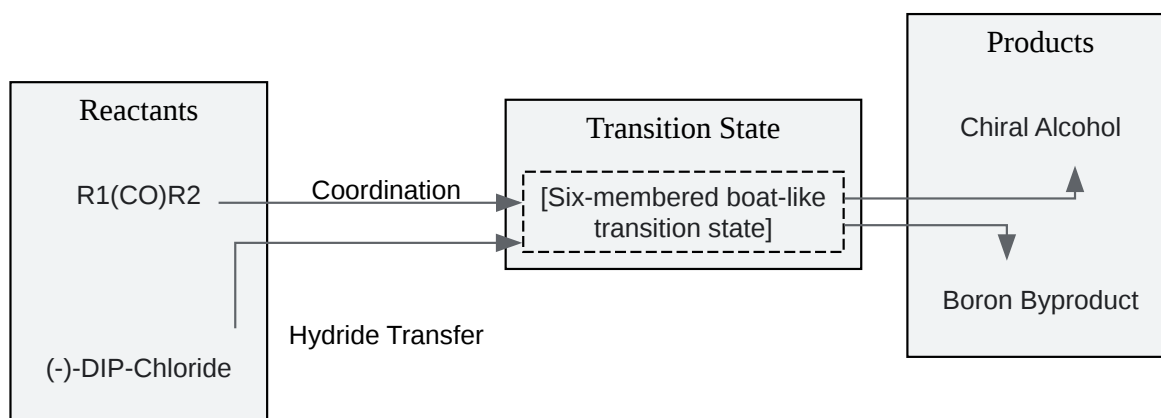 Reactants
R1(CO)R2
(-)-DIP-Chloride
Coordination
Hydride Transfer
Transition State
[Six-membered boat-like
transition state]
Products
Chiral Alcohol
Boron Byproduct